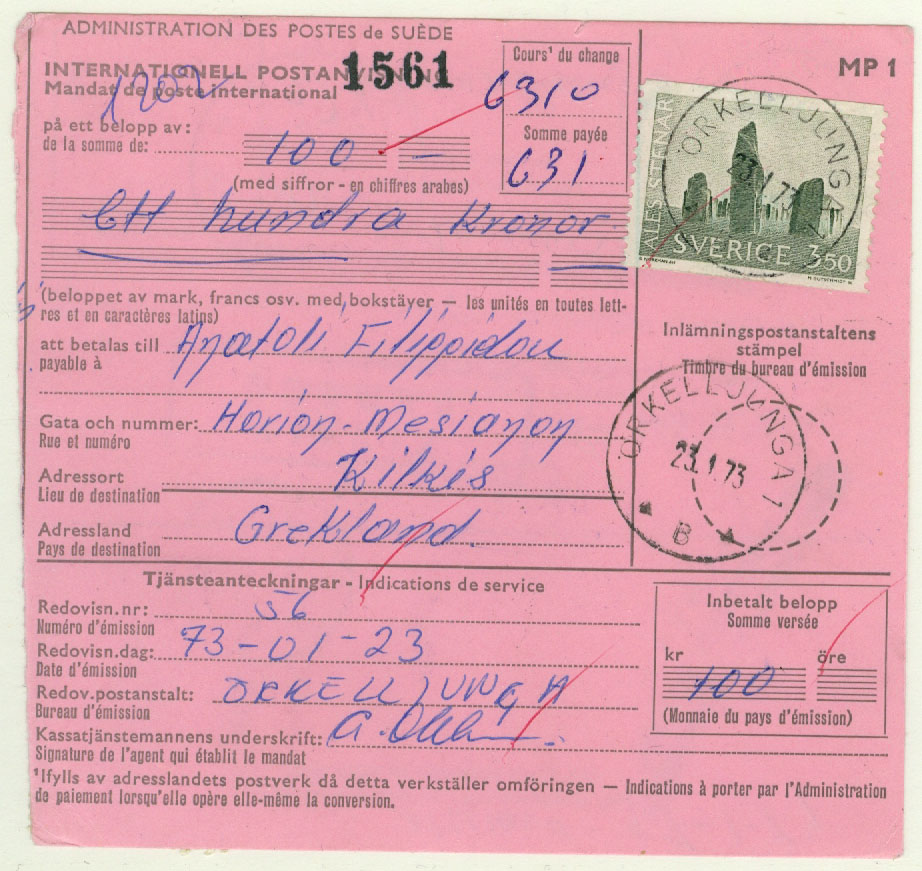 ADMINISTRATION DES POSTES de SUÈDE
INTERNATIONELL POSTANVISNING
1561
Mandat de poste international
1202
Cours¹ du change
6310
MP 1
på ett belopp av:
de la somme de:
100 —
Somme payée
631
(med siffror - en chiffres arabes)
Ett hundra Kronor
(beloppet av mark, francs osv. med bokstäver — les unités en toutes lett-
res et en caractères latins)
att betalas till Anatoli Filippidou
payable à
Gata och nummer: Horion-Mesianon
Rue et numéro
Adressort Kilkis
Lieu de destination
Adressland Grekland.
Pays de destination
ALES STENAR
SVERIGE 350
ÖRKELLJUNGA
23.1.73
Inlämningspostanstaltens
stämpel
Timbre du bureau d'émission
ÖRKELLJUNGA 1
23.1.73
B
Tjänsteanteckningar - Indications de service
Redovisn.nr: 56
Numéro d'émission
Redovisn.dag: 73-01-23
Date d'émission
Redov.postanstalt: ÖRKELLJUNGA
Bureau d'émission
Kassatjänstemannens underskrift:
Signature de l'agent qui établit le mandat
Inbetalt belopp
Somme versée
kr öre
100
(Monnaie du pays d'émission)
¹Ifylls av adresslandets postverk då detta verkställer omföringen — Indications à porter par l'Administration
de paiement lorsqu'elle opère elle-même la conversion.